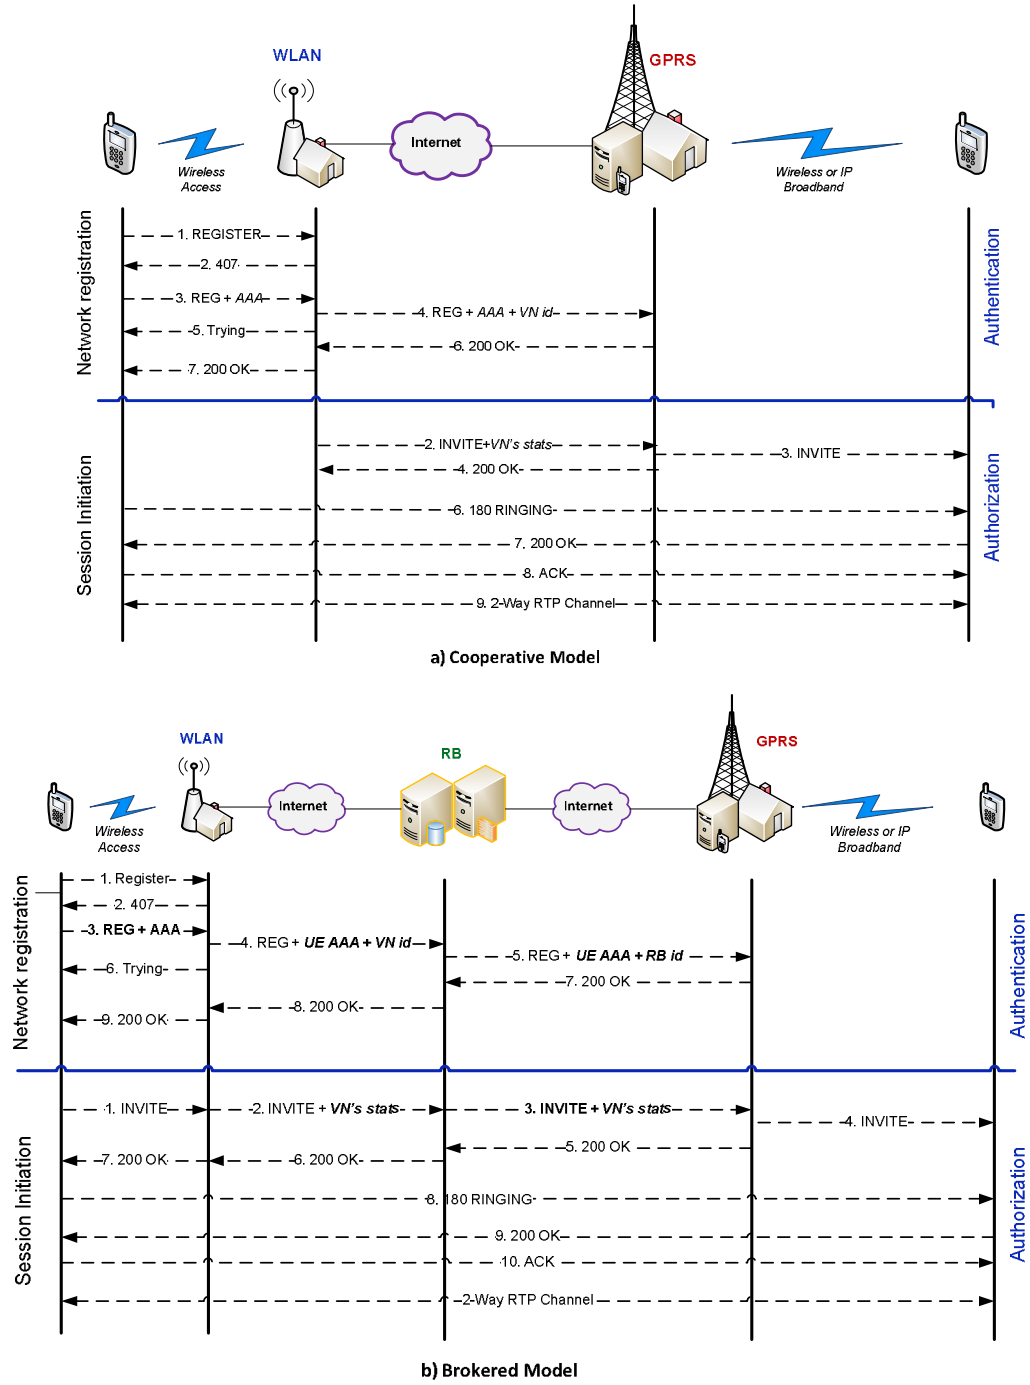 WLAN
GPRS
Internet
Wireless
Access
Wireless or IP
Broadband
Network registration
Authentication
1. REGISTER
2. 407
3. REG + AAA
4. REG + AAA + VN id
5. Trying
6. 200 OK
7. 200 OK
Session Initiation
Authorization
2. INVITE+VN's stats
3. INVITE
4. 200 OK
6. 180 RINGING
7. 200 OK
8. ACK
9. 2-Way RTP Channel
a) Cooperative Model
WLAN
RB
GPRS
Internet
Internet
Wireless
Access
Wireless or IP
Broadband
Network registration
Authentication
1. Register
2. 407
3. REG + AAA
4. REG + UE AAA + VN id
5. REG + UE AAA + RB id
6. Trying
7. 200 OK
8. 200 OK
9. 200 OK
Session Initiation
Authorization
1. INVITE
2. INVITE + VN's stats
3. INVITE + VN's stats
4. INVITE
5. 200 OK
7. 200 OK
6. 200 OK
8. 180 RINGING
9. 200 OK
10. ACK
2-Way RTP Channel
b) Brokered Model